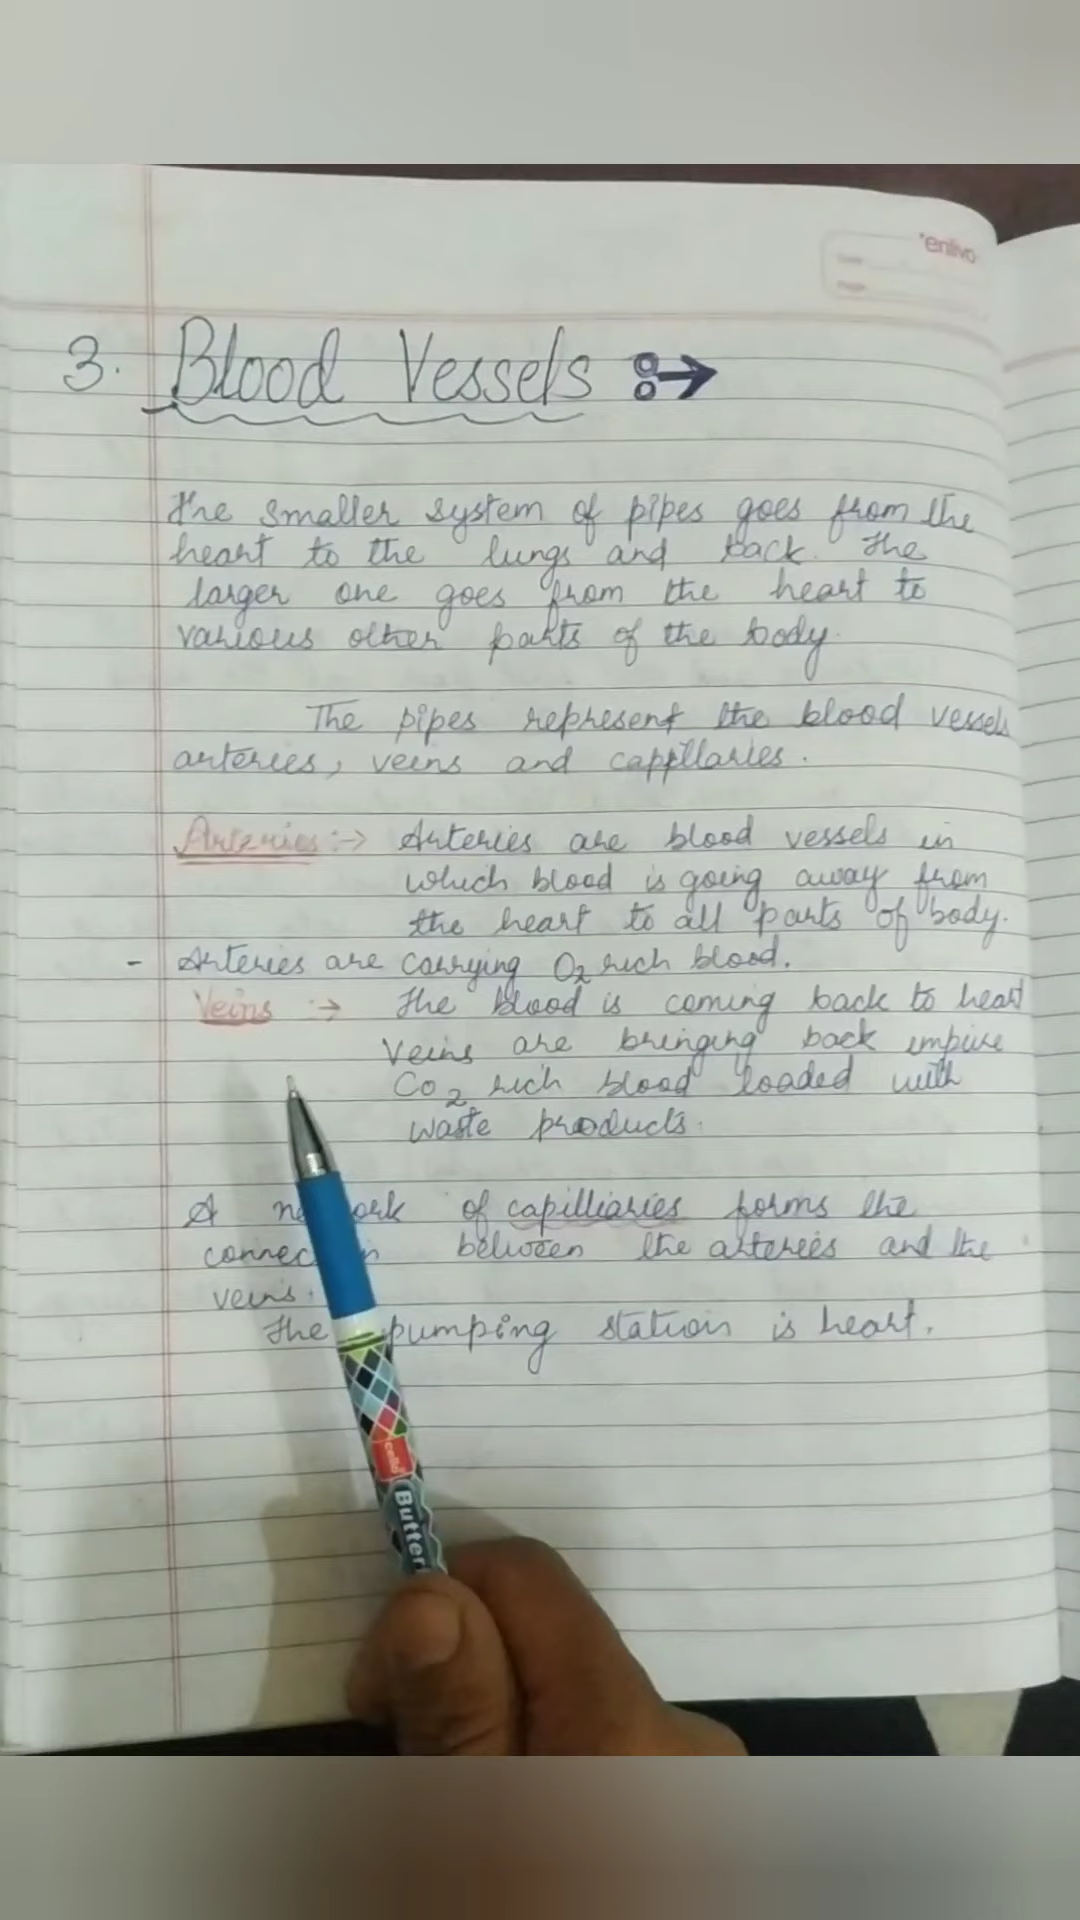 enlivo
3. Blood Vessels :→
The smaller system of pipes goes from the
heart to the lungs and back. The
larger one goes from the heart to
various other parts of the body.
The pipes represent the blood vessels
arteries, veins and cappllaries.
Arteries :→ Arteries are blood vessels in
which blood is going away from
the heart to all parts of body.
- Arteries are carrying O2 rich blood.
Veins :→ The blood is coming back to heart
Veins are bringing back impure
CO2 rich blood loaded with
waste products.
A of capilliaries forms the
between the arteries and the
veins.
The pumping station is heart.
cello
Butter